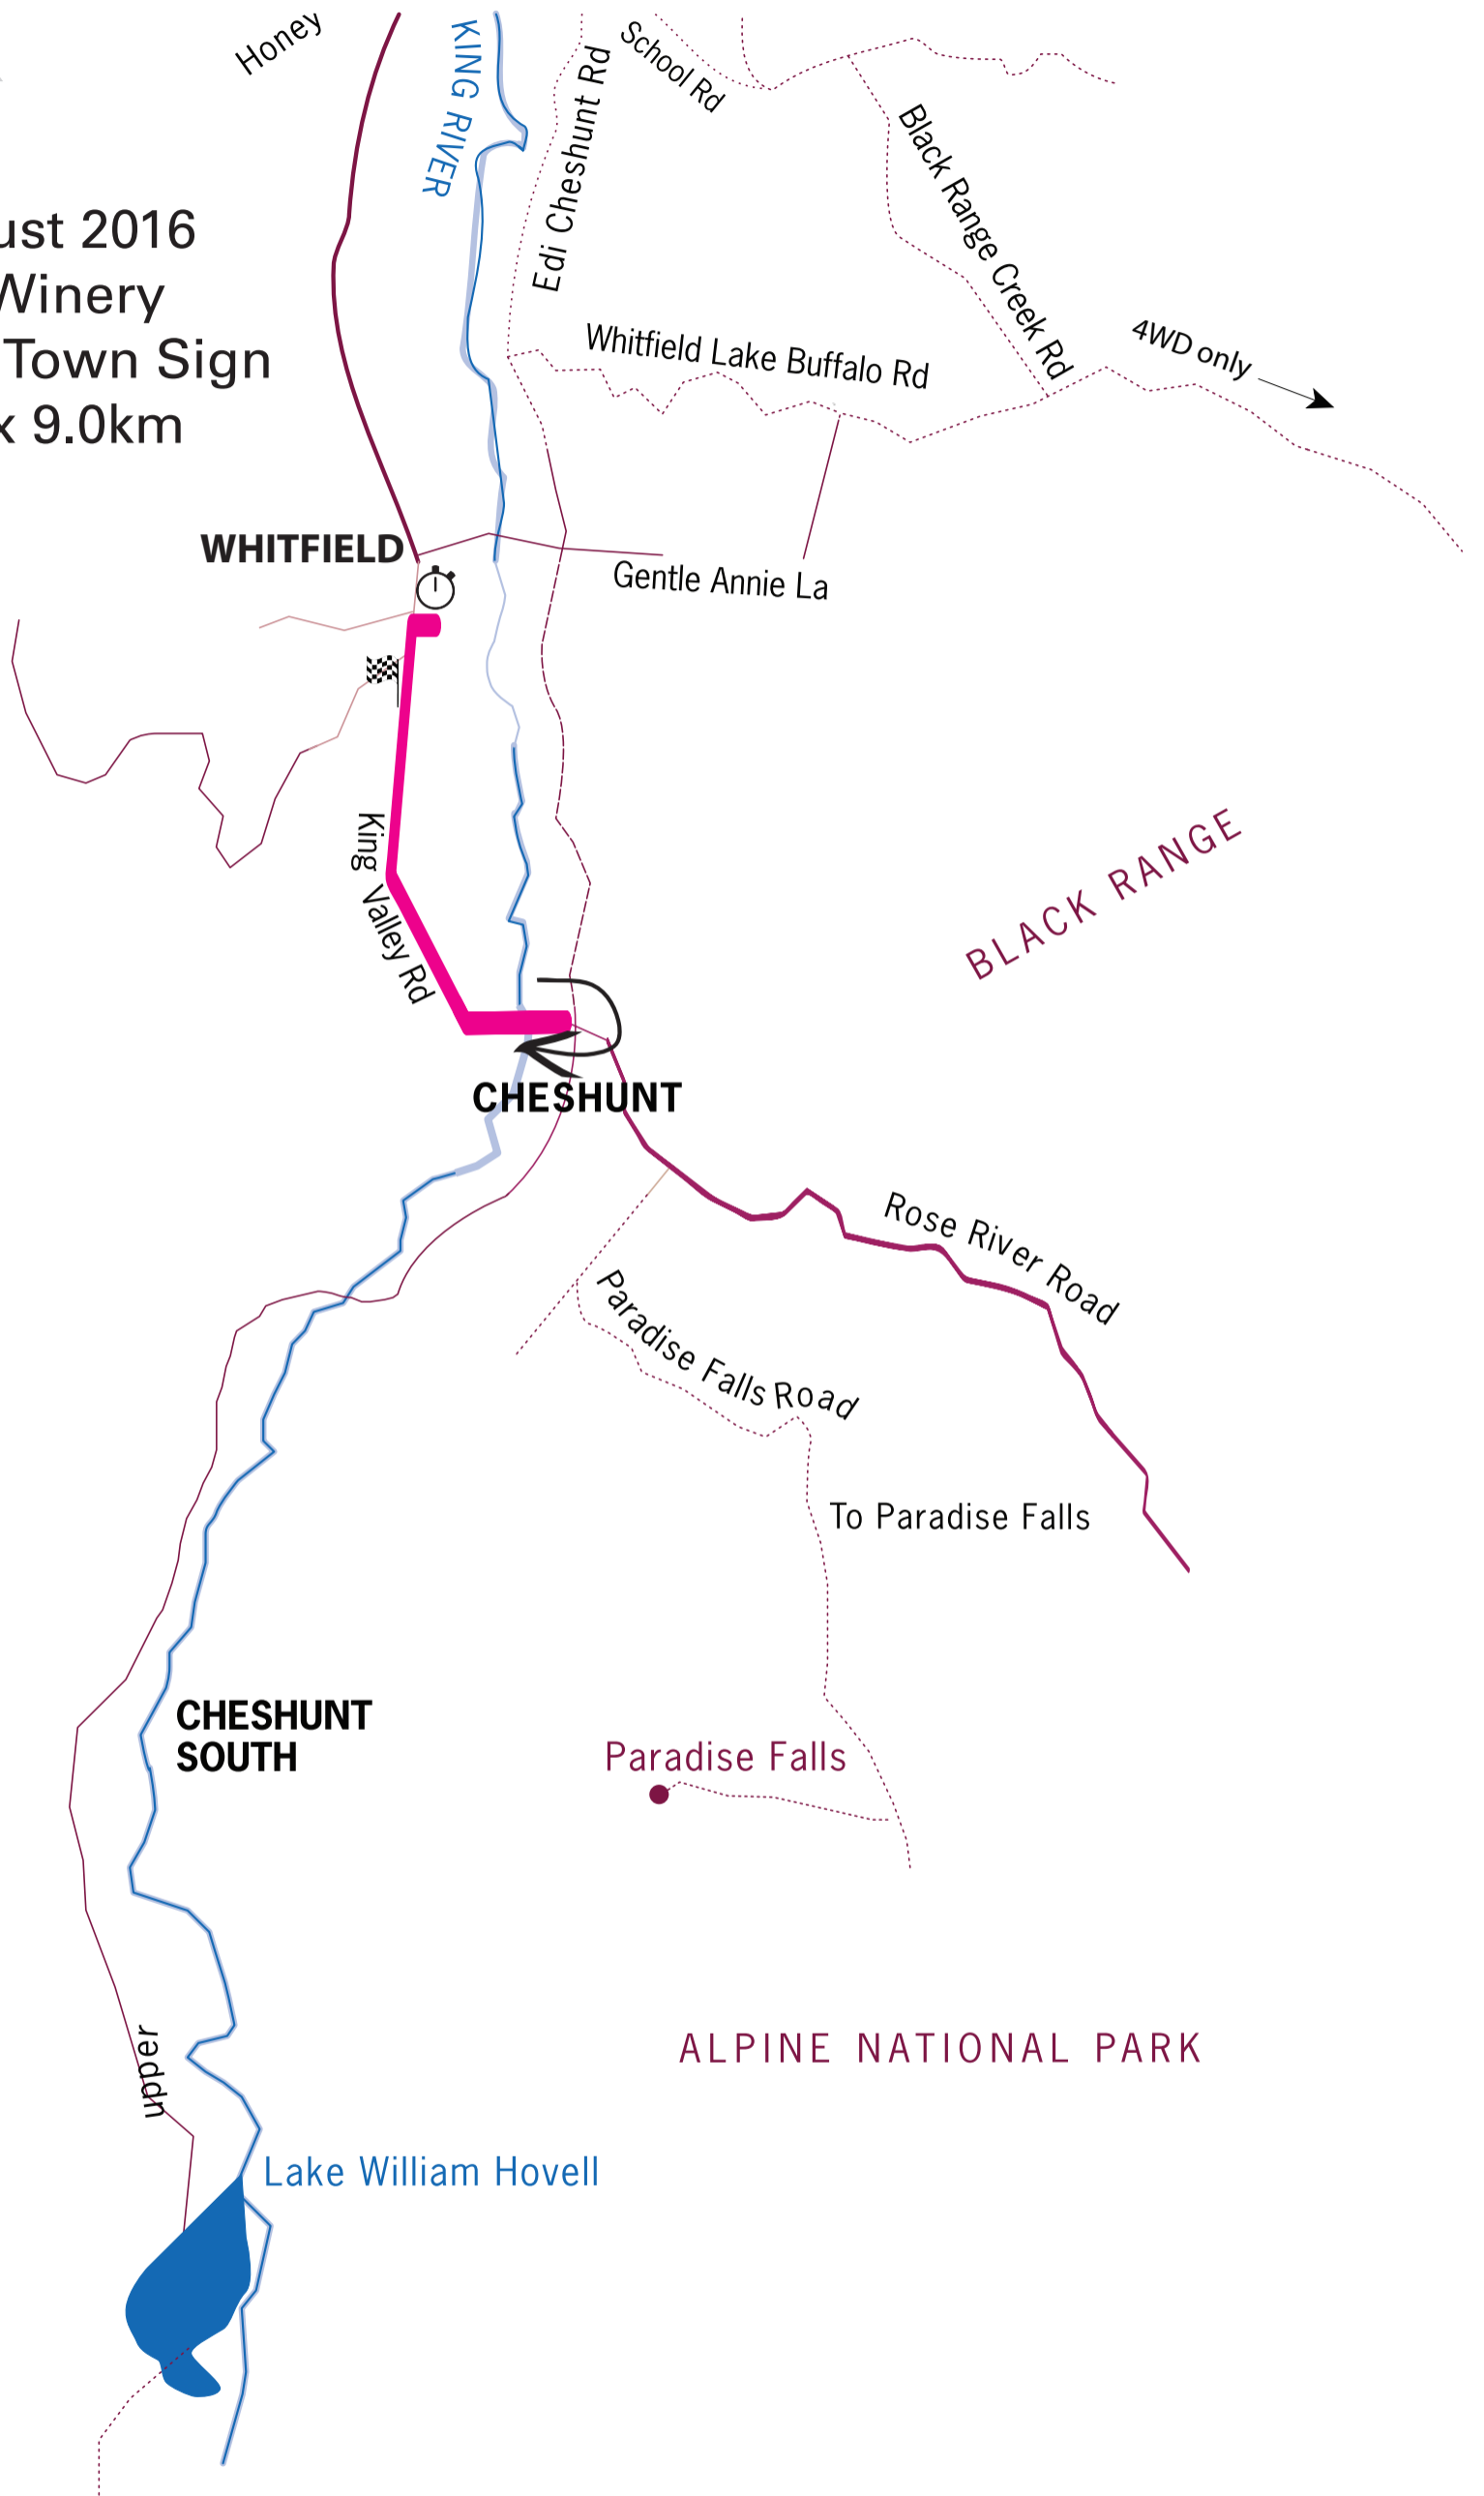 Honey
KING RIVER
Edi Cheshunt Rd
School Rd
Black Range Creek Rd
ust 2016
Winery
Town Sign
x 9.0km
Whitfield Lake Buffalo Rd
4WD only
WHITFIELD
Gentle Annie La
King Valley Rd
BLACK RANGE
CHESHUNT
Rose River Road
Paradise Falls Road
To Paradise Falls
CHESHUNT
SOUTH
Paradise Falls
upper
ALPINE NATIONAL PARK
Lake William Hovell